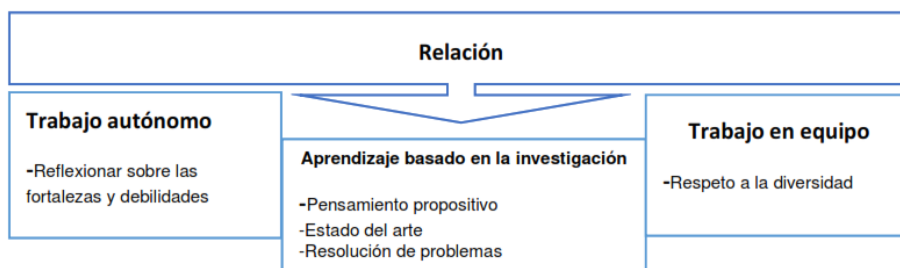 Relación
Trabajo autónomo
-Reflexionar sobre las
fortalezas y debilidades
Aprendizaje basado en la investigación
-Pensamiento propositivo
-Estado del arte
-Resolución de problemas
Trabajo en equipo
-Respeto a la diversidad